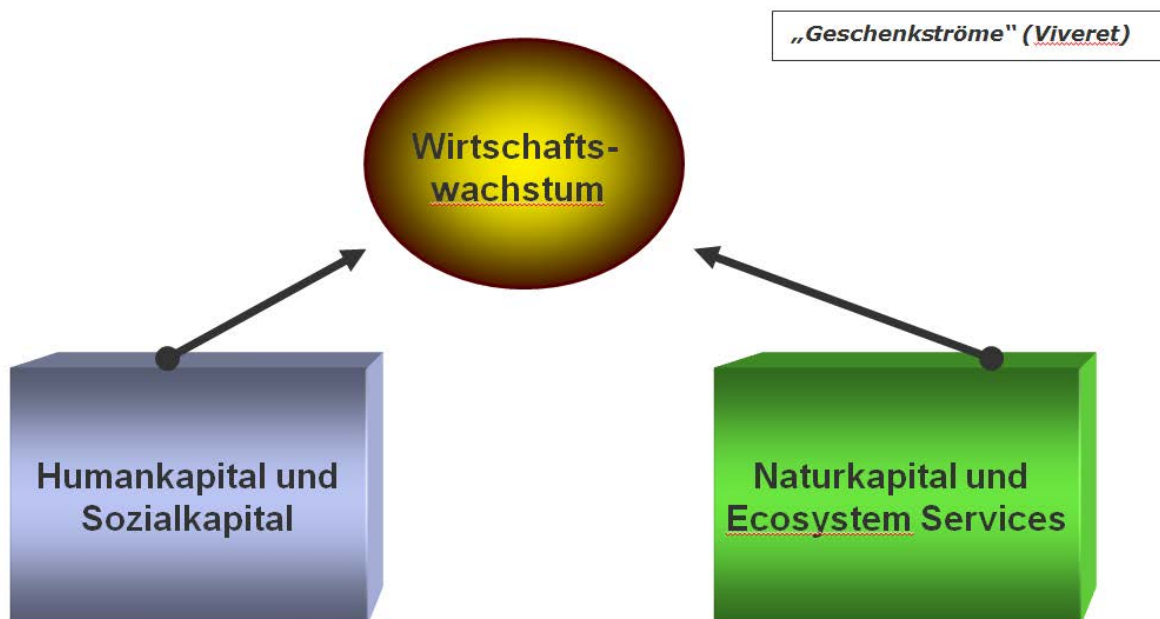 „Geschenkströme“ (Viveret)
Wirtschafts-
wachstum
Humankapital und
Sozialkapital
Naturkapital und
Ecosystem Services